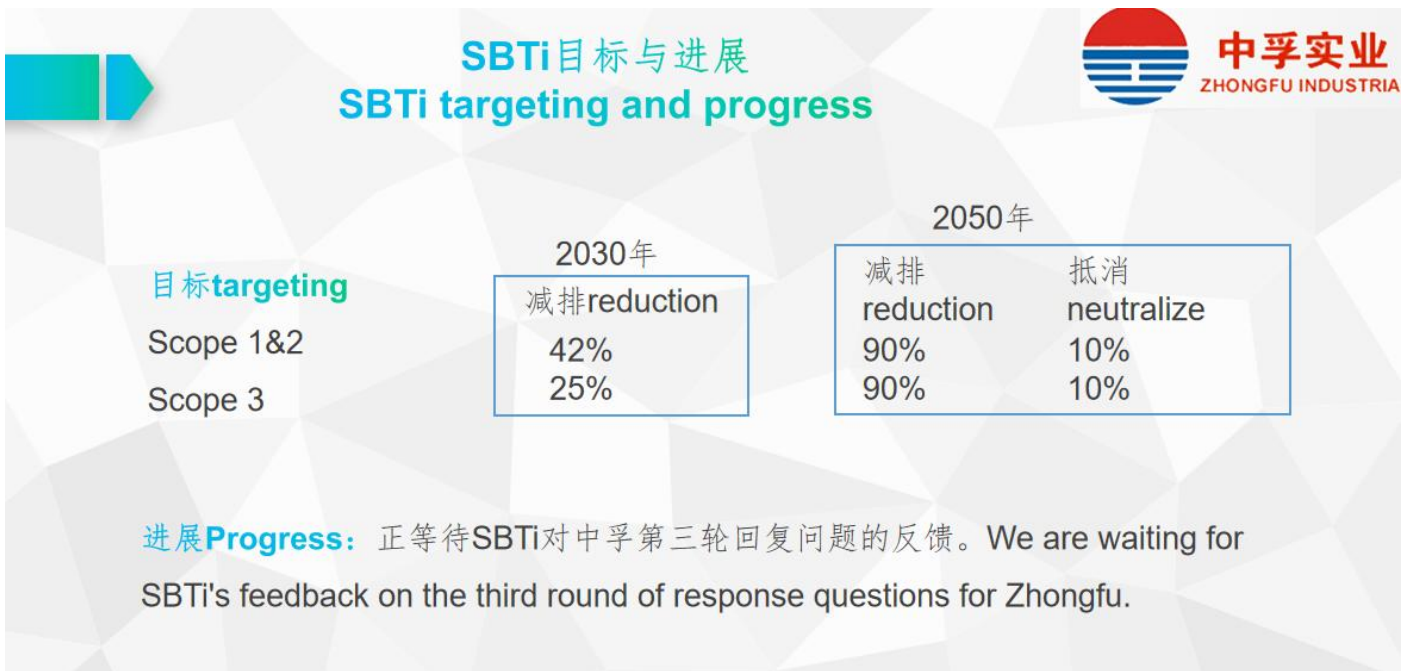 SBTi目标与进展
SBTi targeting and progress
中孚实业
ZHONGFU INDUSTRIA
2030年
2050年
目标targeting
减排reduction
减排 抵消
reduction neutralize
Scope 1&2
42% 90% 10%
Scope 3
25% 90% 10%
进展Progress：正等待SBTi对中孚第三轮回复问题的反馈。We are waiting for
SBTi's feedback on the third round of response questions for Zhongfu.